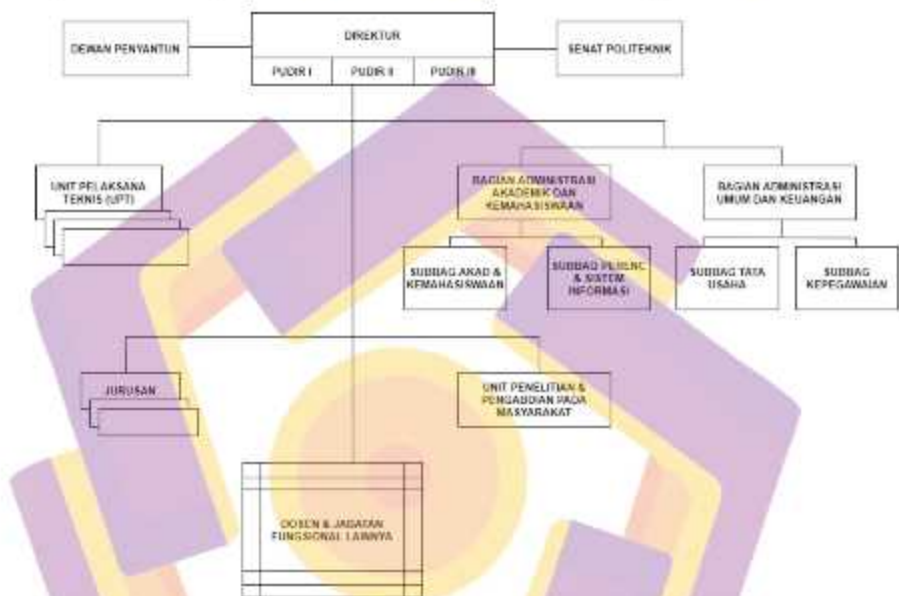 DIREKTUR
DEWAN PENYANTUN
SENAT POLITEKNIK
PUDIR I
PUDIR II
PUDIR III
UNIT PELAKSANA
TEKNIS (UPT)
BAGIAN ADMINISTRASI
AKADEMIK DAN
KEMAHASISWAAN
BAGIAN ADMINISTRASI
UMUM DAN KEUANGAN
SUBBAG AKAD &
KEMAHASISWAAN
SUBBAG PERENC
& SISTEM
INFORMASI
SUBBAG TATA
USAHA
SUBBAG
KEPEGAWAIAN
JURUSAN
UNIT PENELITIAN &
PENGABDIAN PADA
MASYARAKAT
DOSEN & JABATAN
FUNGSIONAL LAINNYA